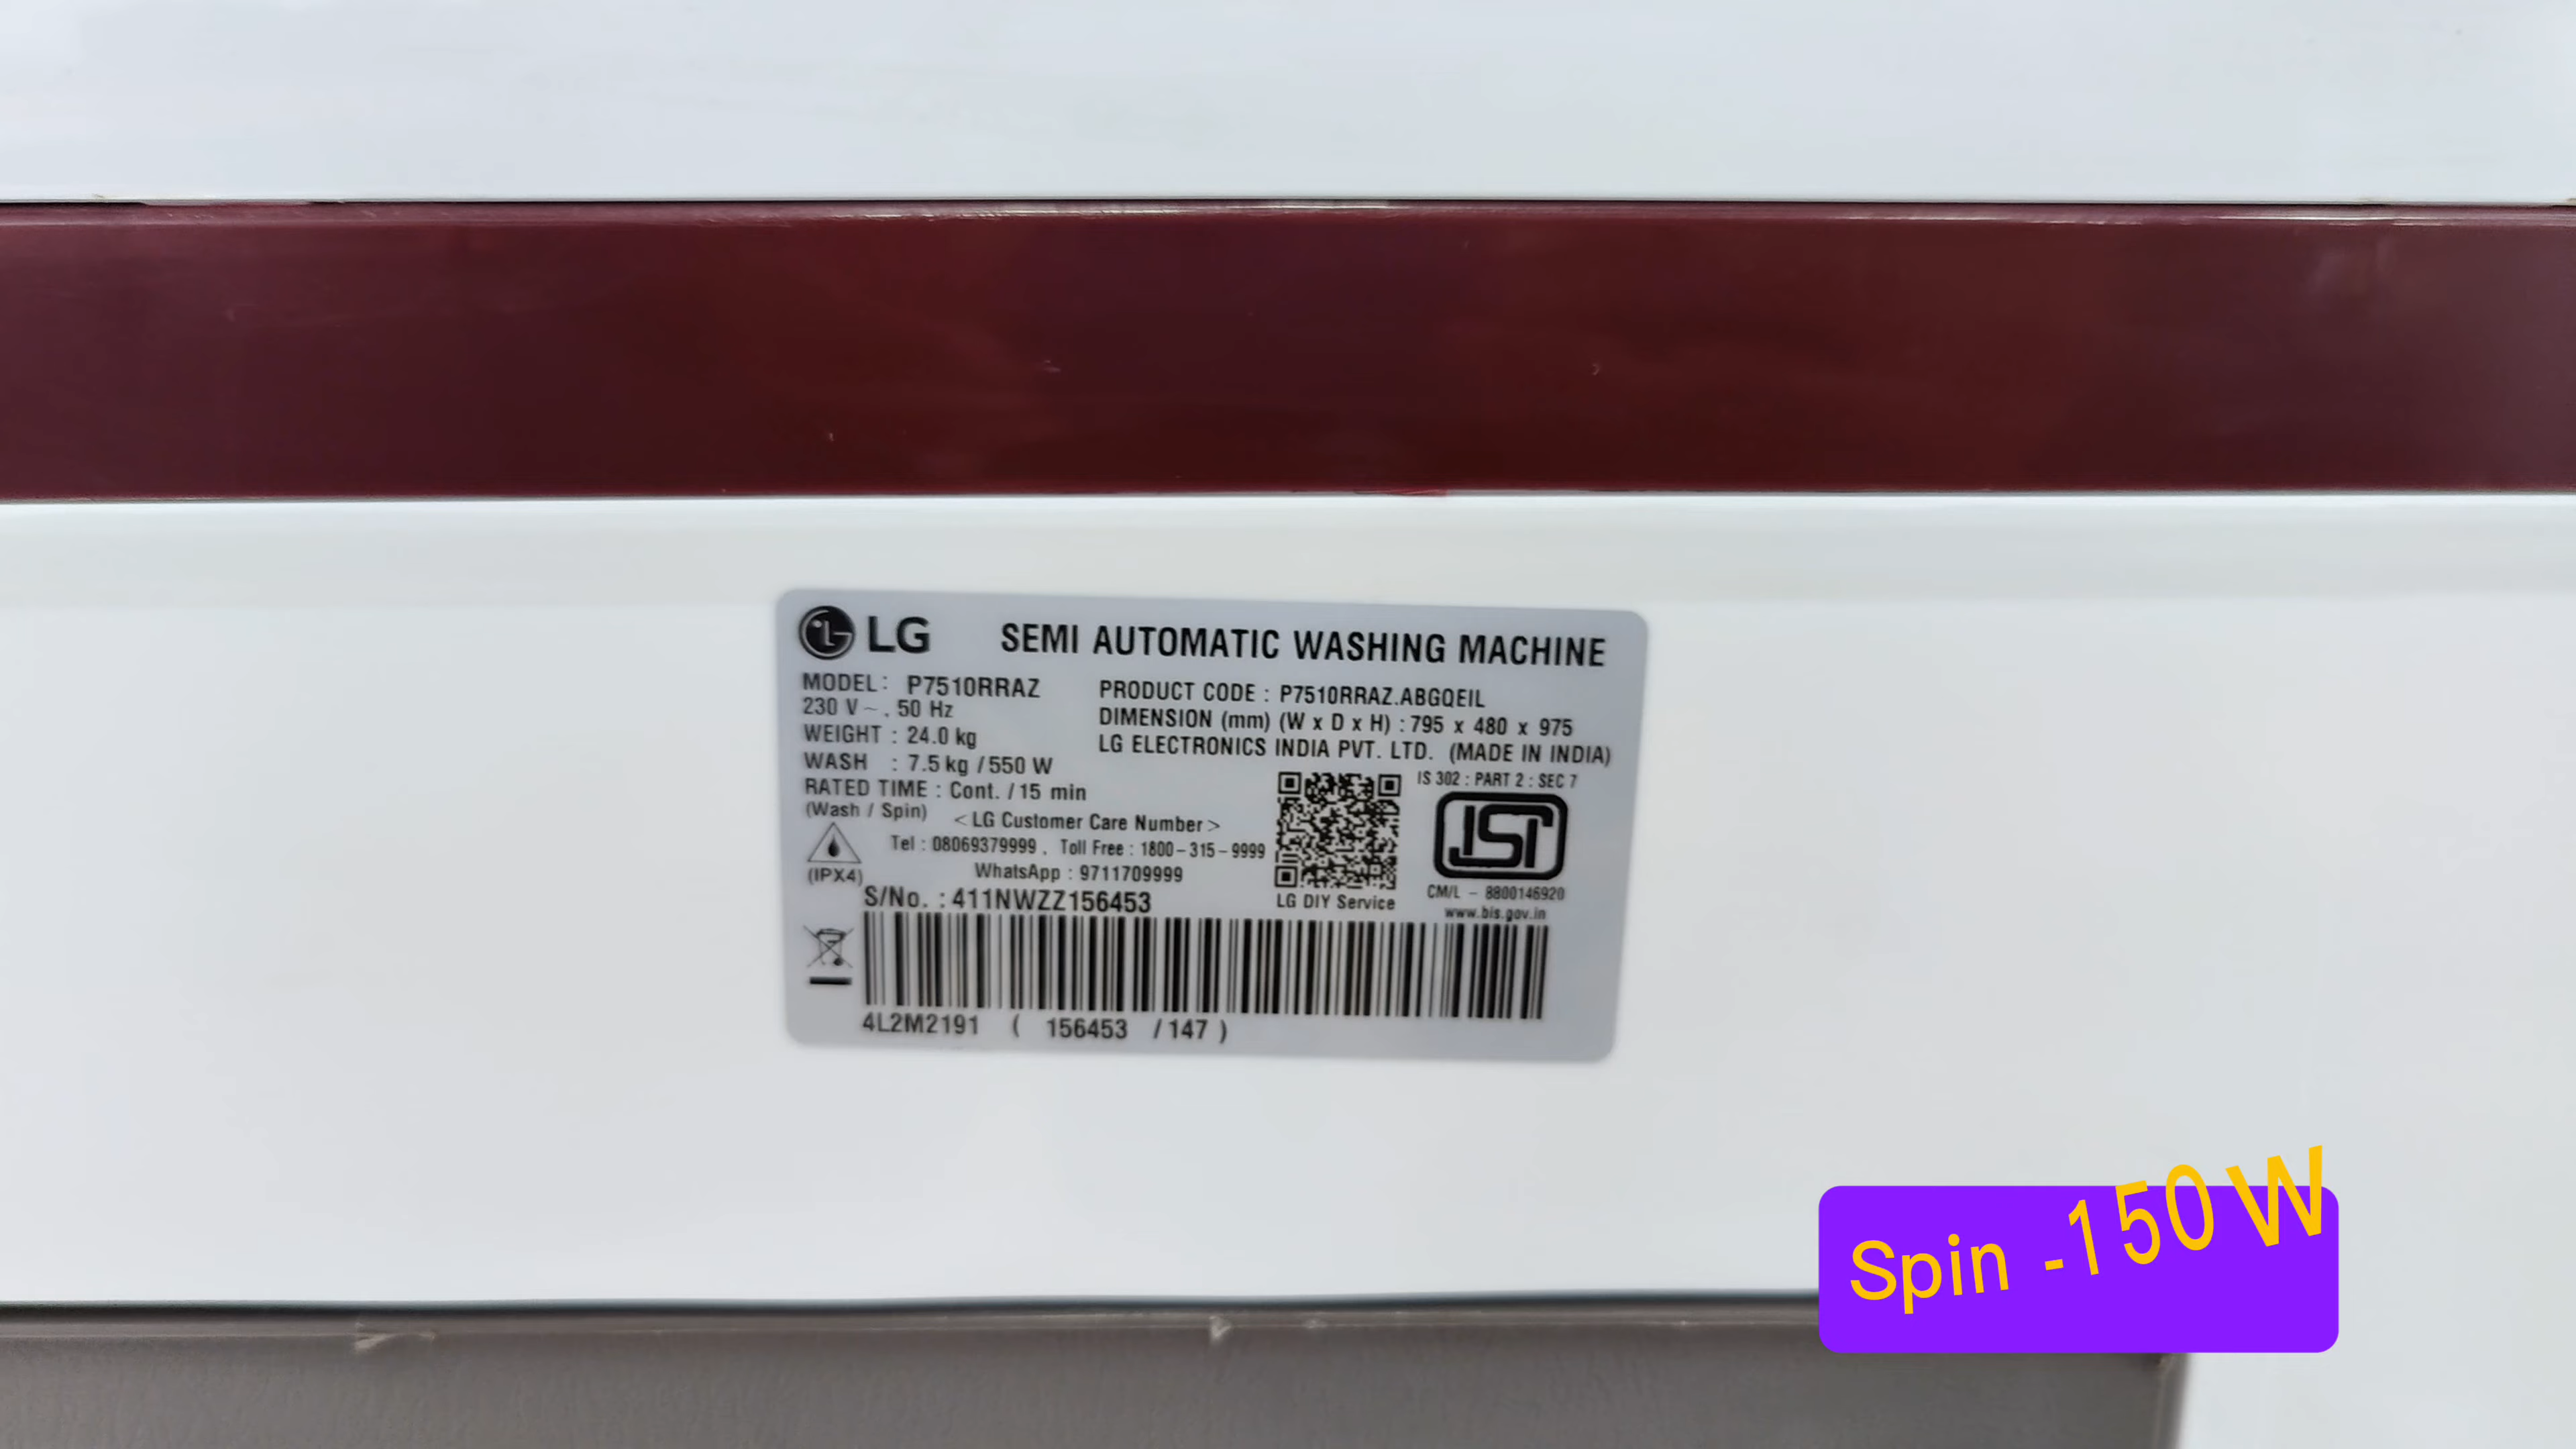 LG SEMI AUTOMATIC WASHING MACHINE
MODEL: P7510RRAZ
230 V ~, 50 Hz
WEIGHT : 24.0 kg
WASH : 7.5 kg / 550 W
RATED TIME : Cont. / 15 min
(Wash / Spin)
PRODUCT CODE : P7510RRAZ.ABGQEIL
DIMENSION (mm) (W x D x H) : 795 x 480 x 975
LG ELECTRONICS INDIA PVT. LTD. (MADE IN INDIA)
<LG Customer Care Number>
Tel : 08069379999, Toll Free : 1800-315-9999
WhatsApp : 9711709999
(IPX4)
IS 302 : PART 2 : SEC 7
ISI
CM/L - 8800146920
www.bis.gov.in
LG DIY Service
S/No. : 411NWZZ156453
4L2M2191 ( 156453 /147 )
Spin -150 W